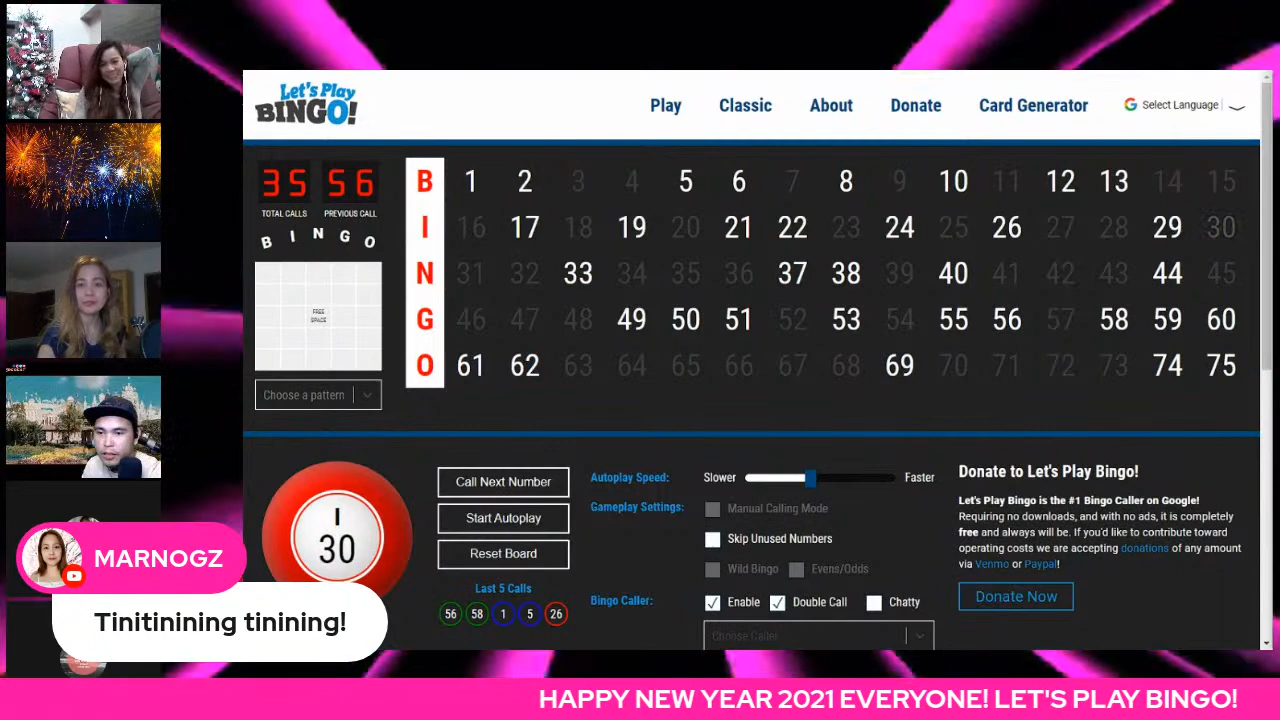 Let's Play
BINGO!
Play Classic About Donate Card Generator
Select Language
35 56
TOTAL CALLS PREVIOUS CALL
B I N G O
FREE
SPACE
Choose a pattern
B 1 2 3 4 5 6 7 8 9 10 11 12 13 14 15
I 16 17 18 19 20 21 22 23 24 25 26 27 28 29 30
N 31 32 33 34 35 36 37 38 39 40 41 42 43 44 45
G 46 47 48 49 50 51 52 53 54 55 56 57 58 59 60
O 61 62 63 64 65 66 67 68 69 70 71 72 73 74 75
I
30
Call Next Number
Start Autoplay
Reset Board
Last 5 Calls
56 58 1 5 26
Autoplay Speed: Slower Faster
Gameplay Settings: Manual Calling Mode
Skip Unused Numbers
Wild Bingo Evens/Odds
Bingo Caller: Enable Double Call Chatty
Choose Caller
Donate to Let's Play Bingo!
Let's Play Bingo is the #1 Bingo Caller on Google!
Requiring no downloads, and with no ads, it is completely
free and always will be. If you'd like to contribute toward
operating costs we are accepting donations of any amount
via Venmo or Paypal!
Donate Now
MARNOGZ
Tinitinining tinining!
HAPPY NEW YEAR 2021 EVERYONE! LET'S PLAY BINGO!